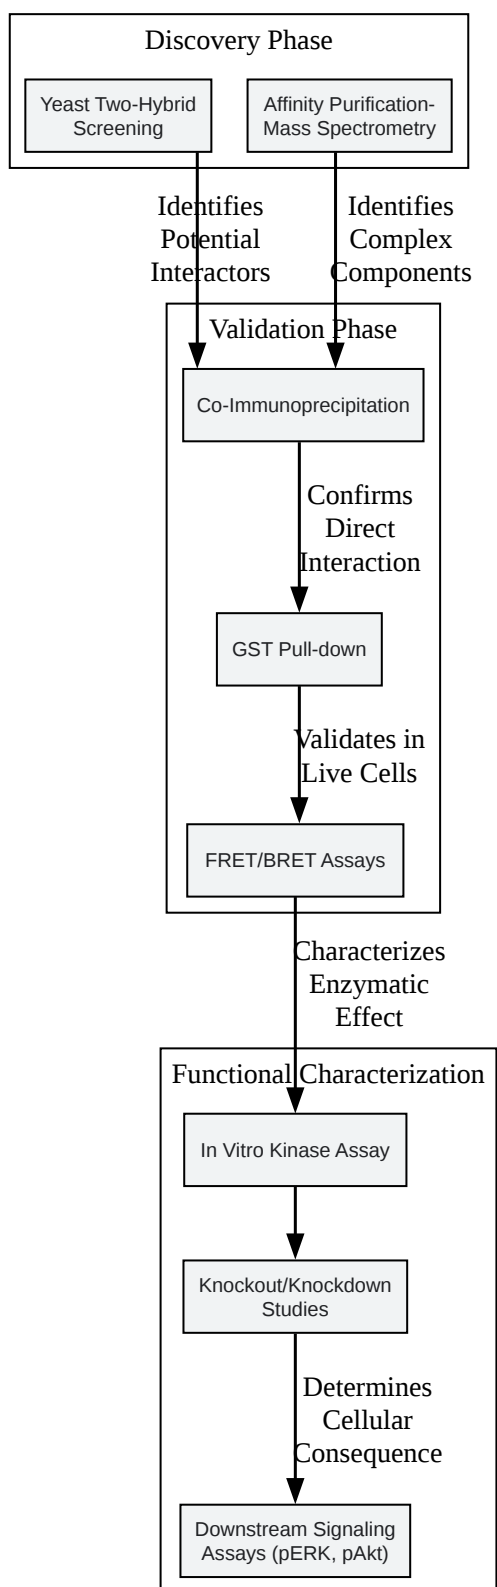 Discovery Phase
Yeast Two-Hybrid
Screening
Affinity Purification-
Mass Spectrometry
Identifies
Potential
Interactors
Identifies
Complex
Components
Validation Phase
Co-Immunoprecipitation
Confirms
Direct
Interaction
GST Pull-down
Validates in
Live Cells
FRET/BRET Assays
Characterizes
Enzymatic
Effect
Functional Characterization
In Vitro Kinase Assay
Knockout/Knockdown
Studies
Determines
Cellular
Consequence
Downstream Signaling
Assays (pERK, pAkt)